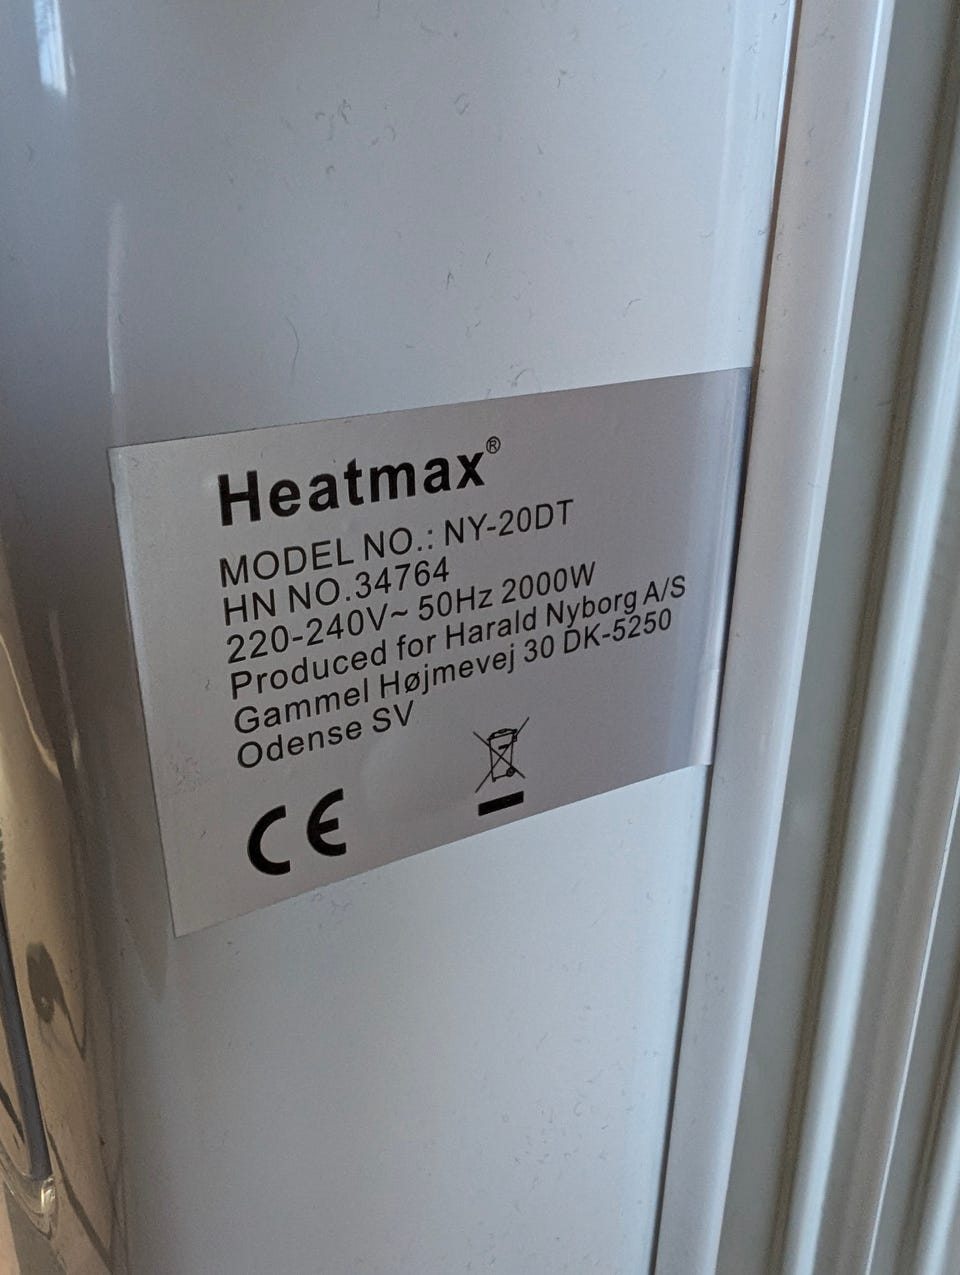 Heatmax®
MODEL NO.: NY-20DT
HN NO.34764
220-240V~ 50Hz 2000W
Produced for Harald Nyborg A/S
Gammel Højmevej 30 DK-5250
Odense SV
CE